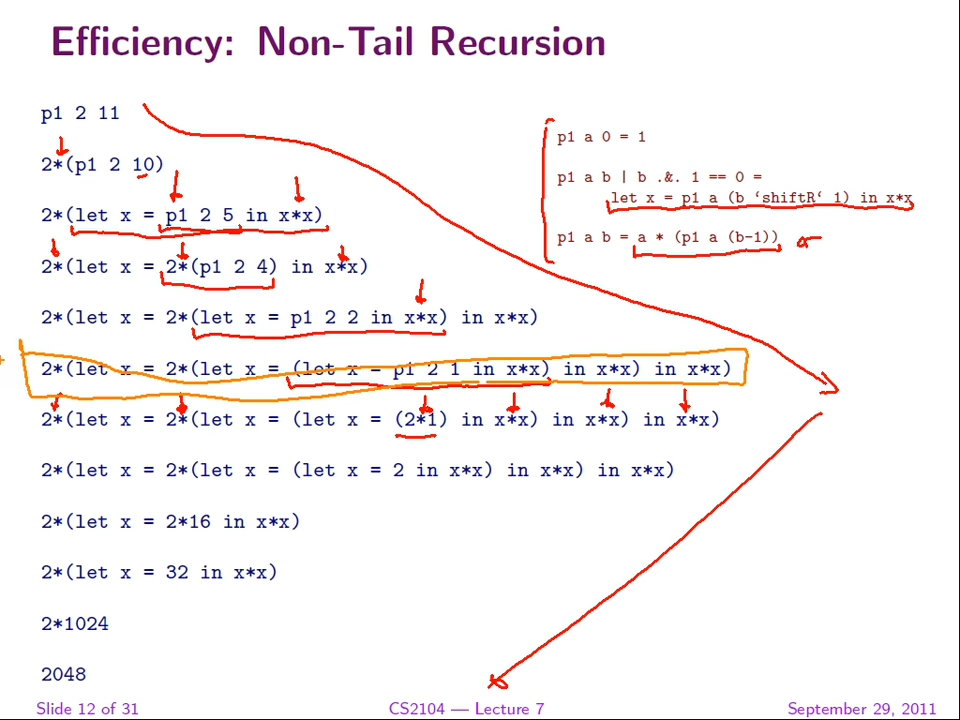 Efficiency: Non-Tail Recursion
p1 2 11
2*(p1 2 10)
2*(let x = p1 2 5 in x*x)
2*(let x = 2*(p1 2 4) in x*x)
2*(let x = 2*(let x = p1 2 2 in x*x) in x*x)
2*(let x = 2*(let x = (let x = p1 2 1 in x*x) in x*x) in x*x)
2*(let x = 2*(let x = (let x = (2*1) in x*x) in x*x) in x*x)
2*(let x = 2*(let x = (let x = 2 in x*x) in x*x) in x*x)
2*(let x = 2*16 in x*x)
2*(let x = 32 in x*x)
2*1024
2048
p1 a 0 = 1
p1 a b | b .&. 1 == 0 =
let x = p1 a (b ‘shiftR‘ 1) in x*x
p1 a b = a * (p1 a (b-1))
Slide 12 of 31
CS2104 — Lecture 7
September 29, 2011